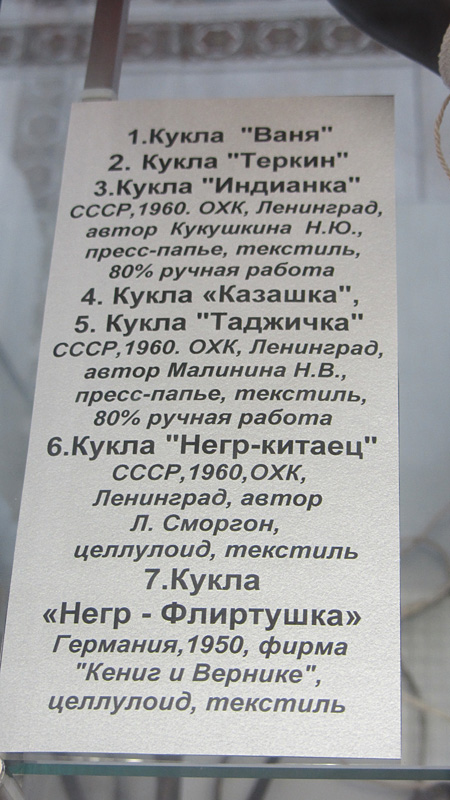 1.Кукла "Ваня"
2. Кукла "Теркин"
3.Кукла "Индианка"
СССР,1960. ОХК, Ленинград,
автор Кукушкина Н.Ю.,
пресс-папье, текстиль,
80% ручная работа
4. Кукла «Казашка",
5. Кукла "Таджичка"
СССР,1960. ОХК, Ленинград,
автор Малинина Н.В.,
пресс-папье, текстиль,
80% ручная работа
6.Кукла "Негр-китаец"
СССР,1960,ОХК,
Ленинград, автор
Л. Сморгон,
целлулоид, текстиль
7.Кукла
«Негр - Флиртушка»
Германия,1950, фирма
"Кениг и Вернике",
целлулоид, текстиль